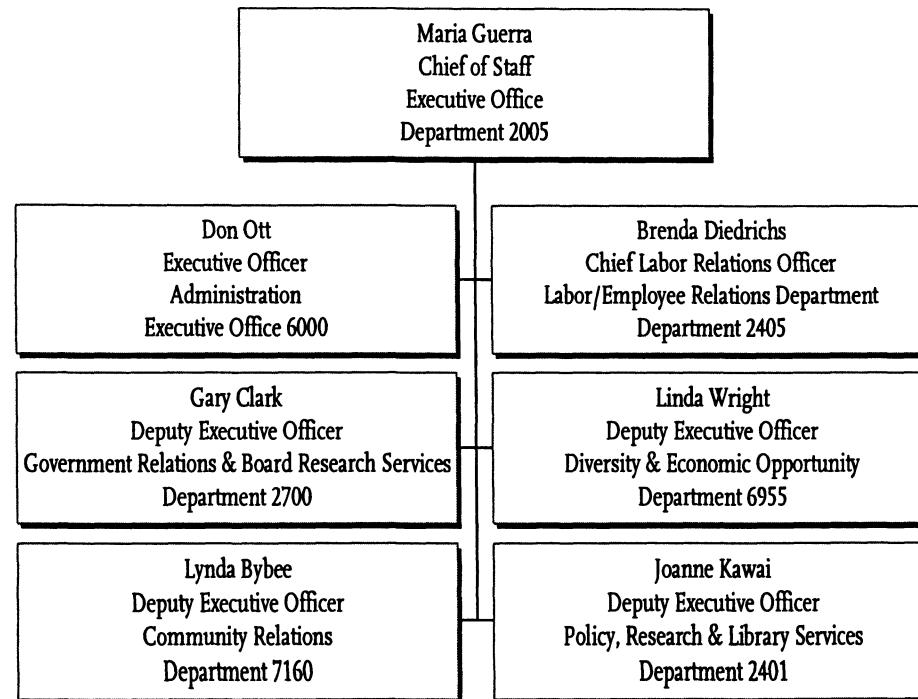 Maria Guerra
Chief of Staff
Executive Office
Department 2005
Don Ott
Executive Officer
Administration
Executive Office 6000
Brenda Diedrichs
Chief Labor Relations Officer
Labor/Employee Relations Department
Department 2405
Gary Clark
Deputy Executive Officer
Government Relations & Board Research Services
Department 2700
Linda Wright
Deputy Executive Officer
Diversity & Economic Opportunity
Department 6955
Lynda Bybee
Deputy Executive Officer
Community Relations
Department 7160
Joanne Kawai
Deputy Executive Officer
Policy, Research & Library Services
Department 2401